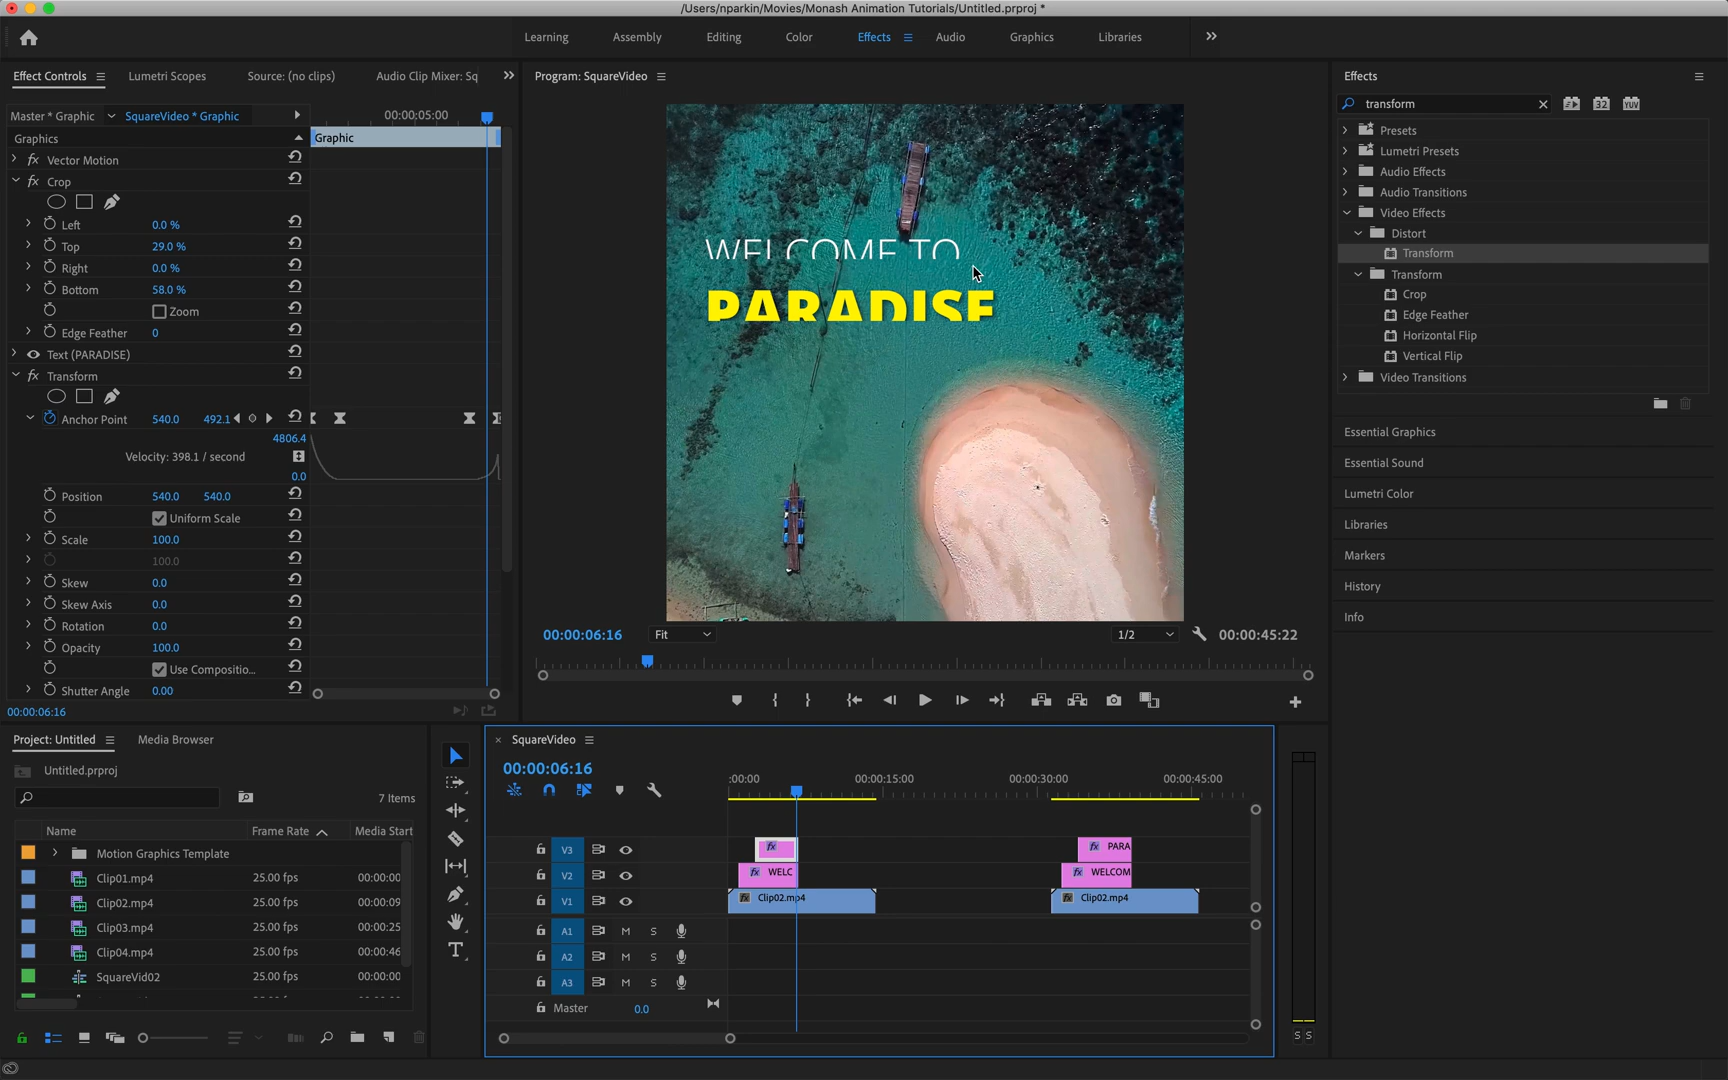 /Users/nparkin/Movies/Monash Animation Tutorials/Untitled.prproj *
Learning Assembly Editing Color Effects Audio Graphics Libraries
Effect Controls Lumetri Scopes Source: (no clips) Audio Clip Mixer: Sq
Master * Graphic SquareVideo * Graphic 00:00:05:00
Graphics Graphic
fx Vector Motion
fx Crop
Left 0.0 %
Top 29.0 %
Right 0.0 %
Bottom 58.0 %
Zoom
Edge Feather 0
Text (PARADISE)
fx Transform
Anchor Point 540.0 492.1
4806.4
Velocity: 398.1 / second
0.0
Position 540.0 540.0
Uniform Scale
Scale 100.0
100.0
Skew 0.0
Skew Axis 0.0
Rotation 0.0
Opacity 100.0
Use Compositio...
Shutter Angle 0.00
00:00:06:16
Program: SquareVideo
WELCOME TO
PARADISE
00:00:06:16 Fit 1/2 00:00:45:22
Effects
transform 32 YUV
Presets
Lumetri Presets
Audio Effects
Audio Transitions
Video Effects
Distort
Transform
Transform
Crop
Edge Feather
Horizontal Flip
Vertical Flip
Video Transitions
Essential Graphics
Essential Sound
Lumetri Color
Libraries
Markers
History
Info
Project: Untitled Media Browser
Untitled.prproj
7 Items
Name Frame Rate Media Start
Motion Graphics Template
Clip01.mp4 25.00 fps 00:00:00
Clip02.mp4 25.00 fps 00:00:09
Clip03.mp4 25.00 fps 00:00:25
Clip04.mp4 25.00 fps 00:00:46
SquareVid02 25.00 fps 00:00:00
T
× SquareVideo
00:00:06:16
:00:00 00:00:15:00 00:00:30:00 00:00:45:00
V3 fx fx PARA
V2 fx WELC fx WELCOM
V1 fx Clip02.mp4 fx Clip02.mp4
A1 M S
A2 M S
A3 M S
Master 0.0
S S